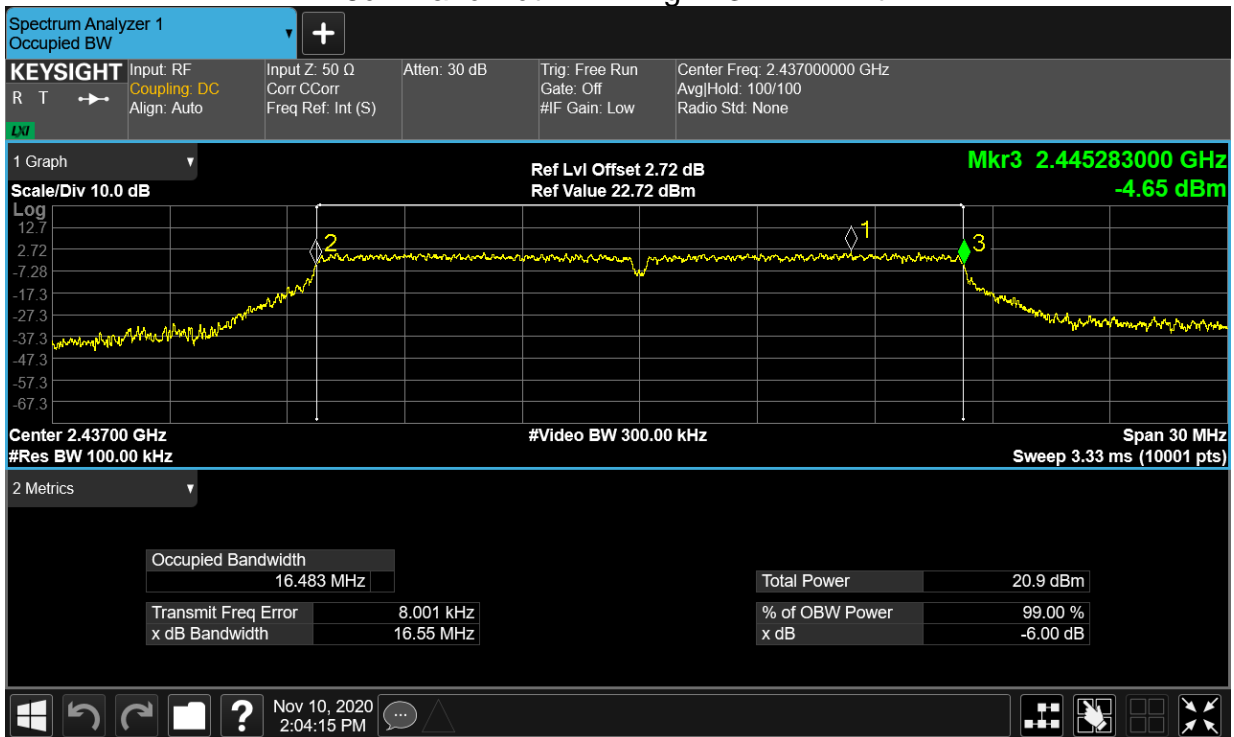 Spectrum Analyzer 1
Occupied BW
KEYSIGHT
R T
LXI
Input: RF
Coupling: DC
Align: Auto
Input Z: 50 Ω
Corr CCorr
Freq Ref: Int (S)
Atten: 30 dB
Trig: Free Run
Gate: Off
#IF Gain: Low
Center Freq: 2.437000000 GHz
Avg|Hold: 100/100
Radio Std: None
1 Graph
Ref Lvl Offset 2.72 dB
Mkr3 2.445283000 GHz
Scale/Div 10.0 dB
Ref Value 22.72 dBm
-4.65 dBm
Log
12.7
2.72
-7.28
-17.3
-27.3
-37.3
-47.3
-57.3
-67.3
2
1
3
Center 2.43700 GHz
#Video BW 300.00 kHz
Span 30 MHz
#Res BW 100.00 kHz
Sweep 3.33 ms (10001 pts)
2 Metrics
Occupied Bandwidth
16.483 MHz
Total Power 20.9 dBm
Transmit Freq Error 8.001 kHz
% of OBW Power 99.00 %
x dB Bandwidth 16.55 MHz
x dB -6.00 dB
?
Nov 10, 2020
2:04:15 PM